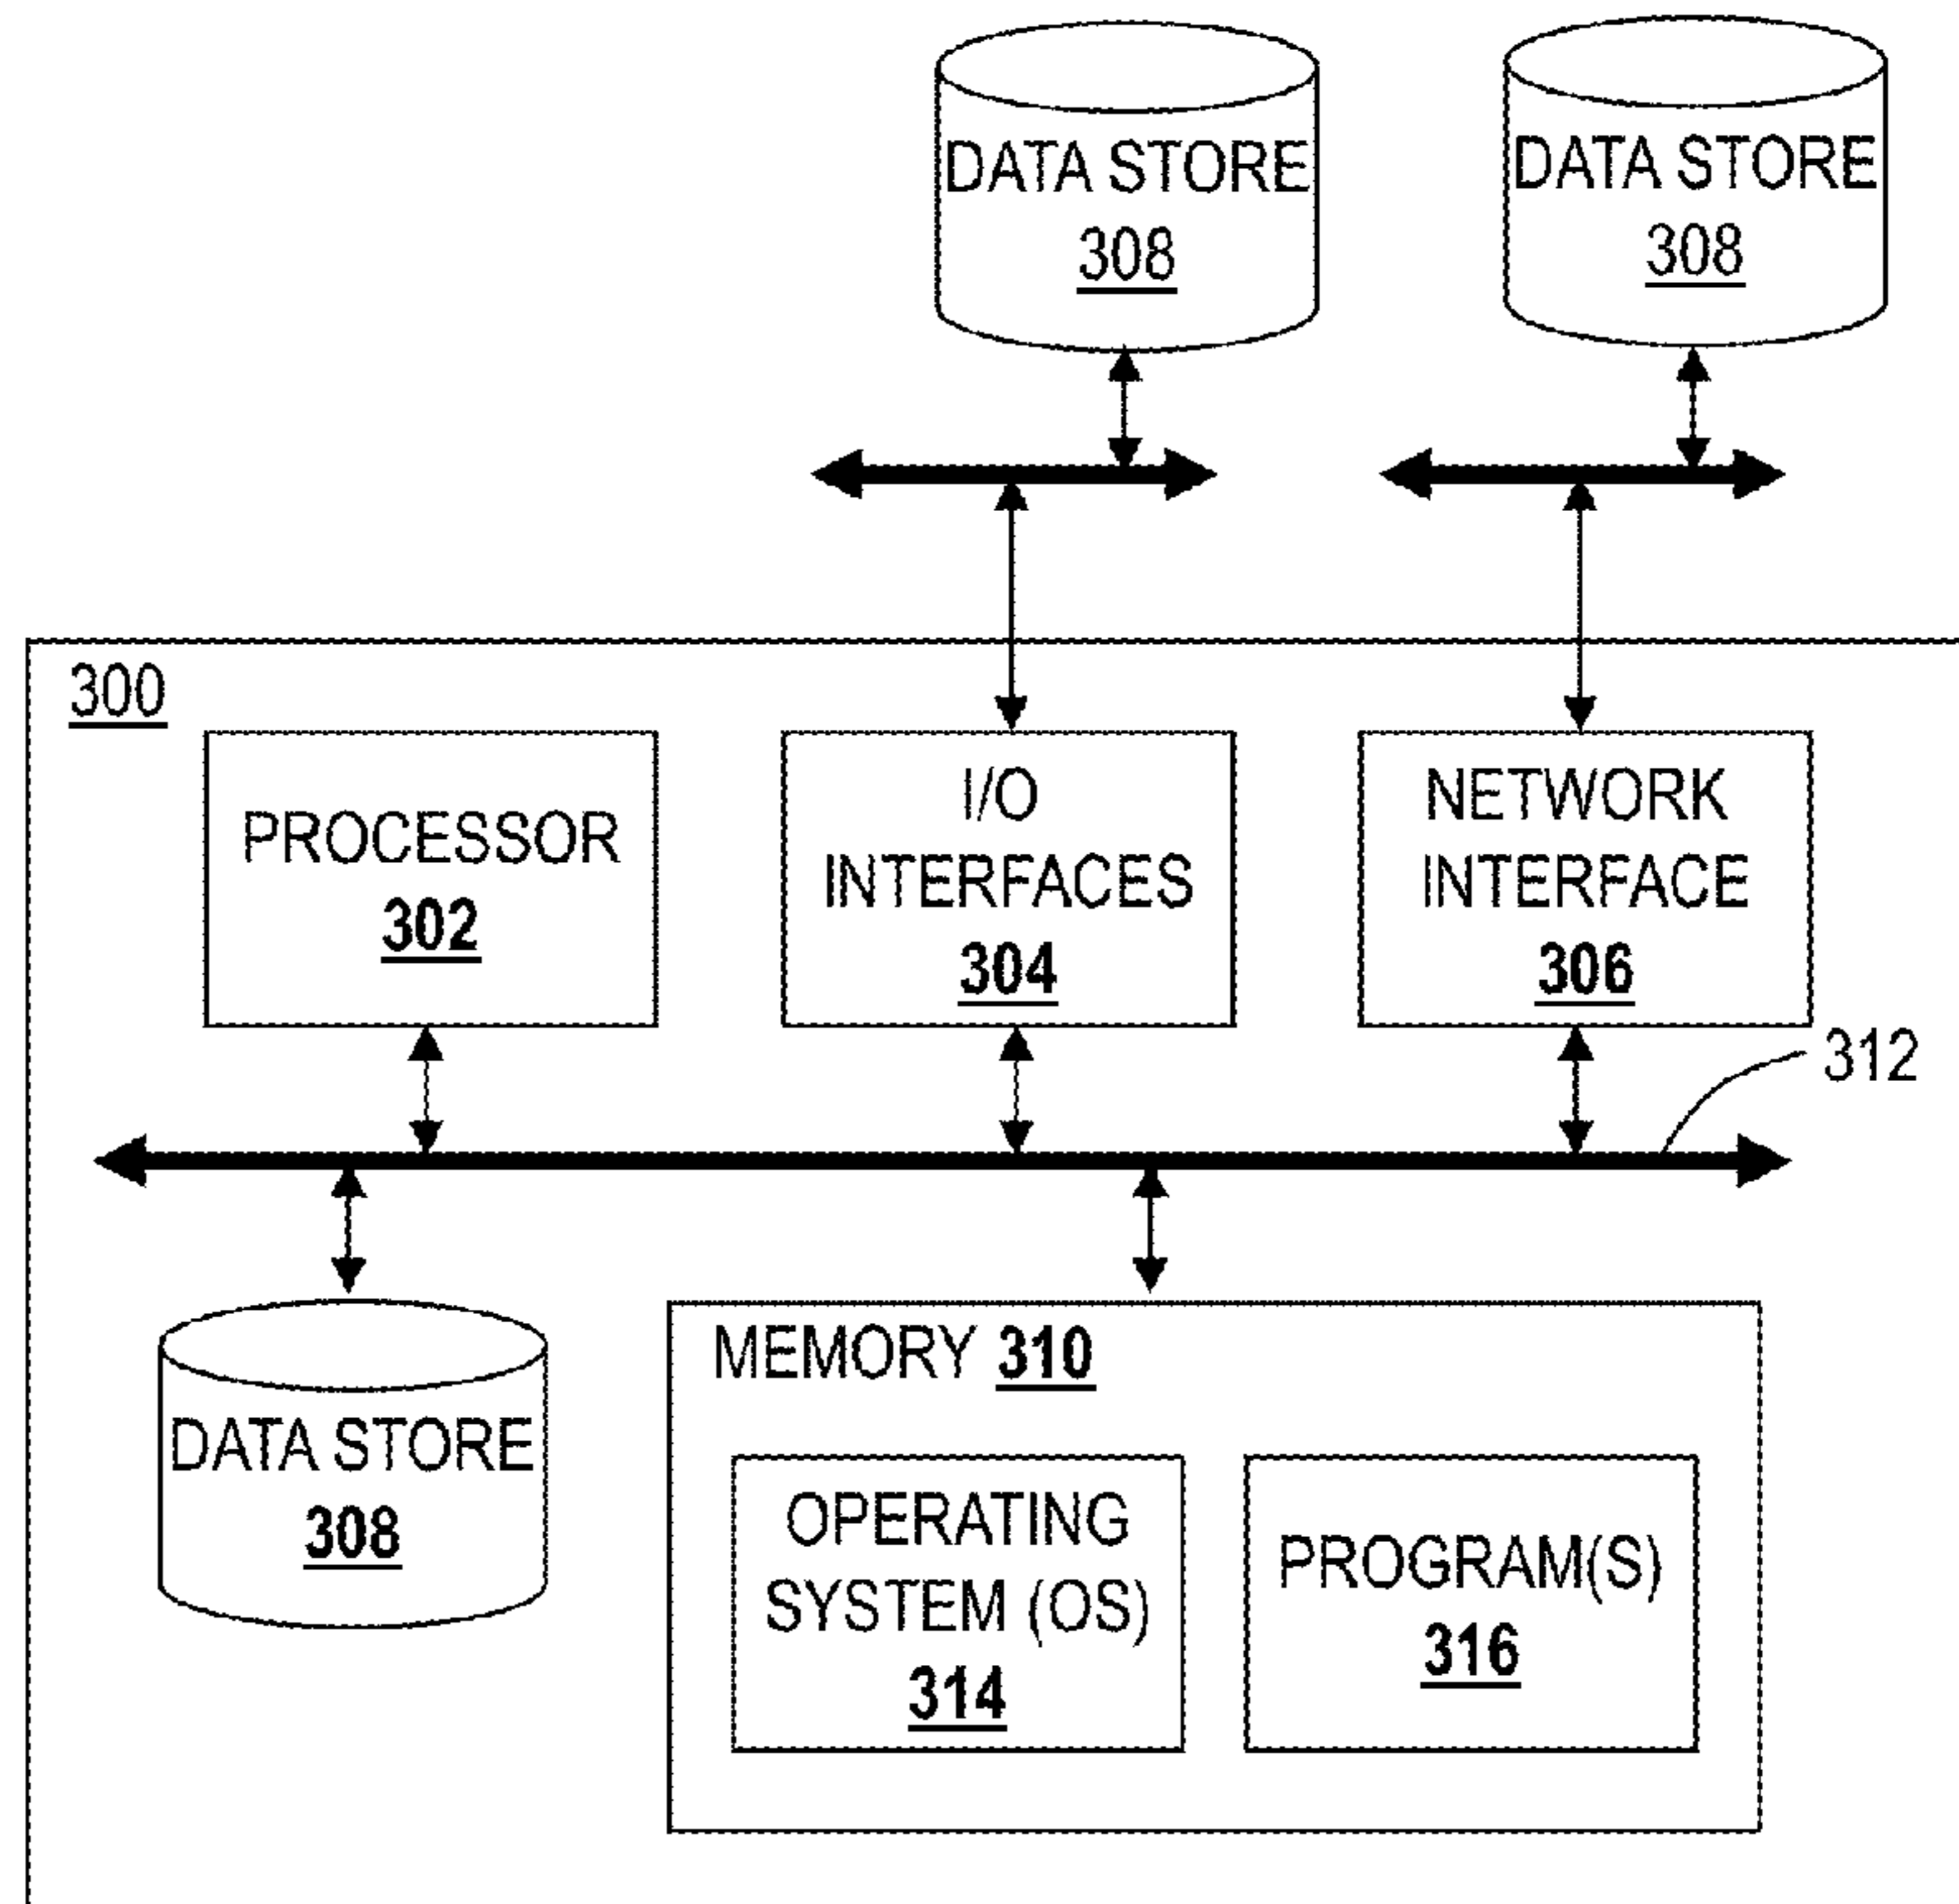 DATA STORE
308
DATA STORE
308
300
PROCESSOR
302
I/O
INTERFACES
304
NETWORK
INTERFACE
306
312
DATA STORE
308
MEMORY 310
OPERATING
SYSTEM (OS)
314
PROGRAM(S)
316